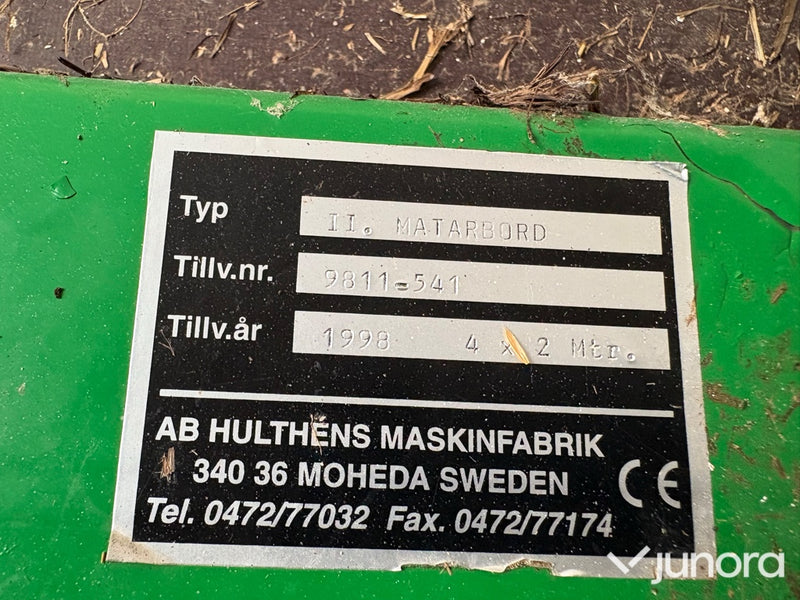 Typ II. MATARBORD
Tillv.nr. 9811-541
Tillv.år 1998 4 x 2 Mtr.
AB HULTHÉNS MASKINFABRIK
340 36 MOHEDA SWEDEN CE
Tel. 0472/77032 Fax. 0472/77174
junora